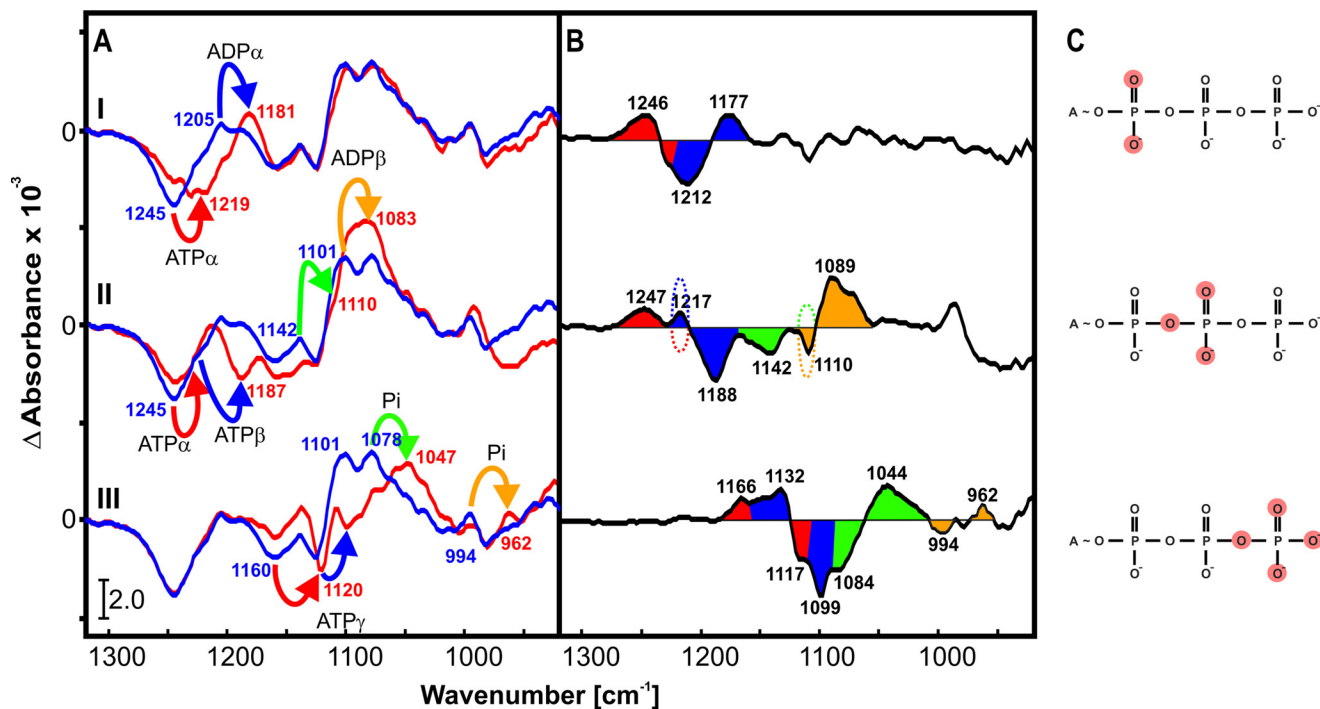 A
B
C
Δ Absorbance x 10⁻³
I
ADPα
1205
1181
0
1245
1219
ATPα
II
ADPβ
1083
1101
1110
1142
0
1245
1187
ATPα
ATPβ
III
Pi
1101
1078
1047
Pi
0
1160
1120
994
962
ATPγ
2.0
1300
1200
1100
1000
1246
1177
1212
1247
1217
1089
1188
1142
1110
1166
1132
1044
962
1117
1099
1084
994
1300
1200
1100
1000
Wavenumber [cm⁻¹]
O O O
A ~ O P O P O P O⁻
O⁻ O⁻ O⁻
O O O
P O P O P O⁻
O⁻ O⁻ O⁻
O O O
A ~ O P O P O P O⁻
O⁻ O⁻ O⁻